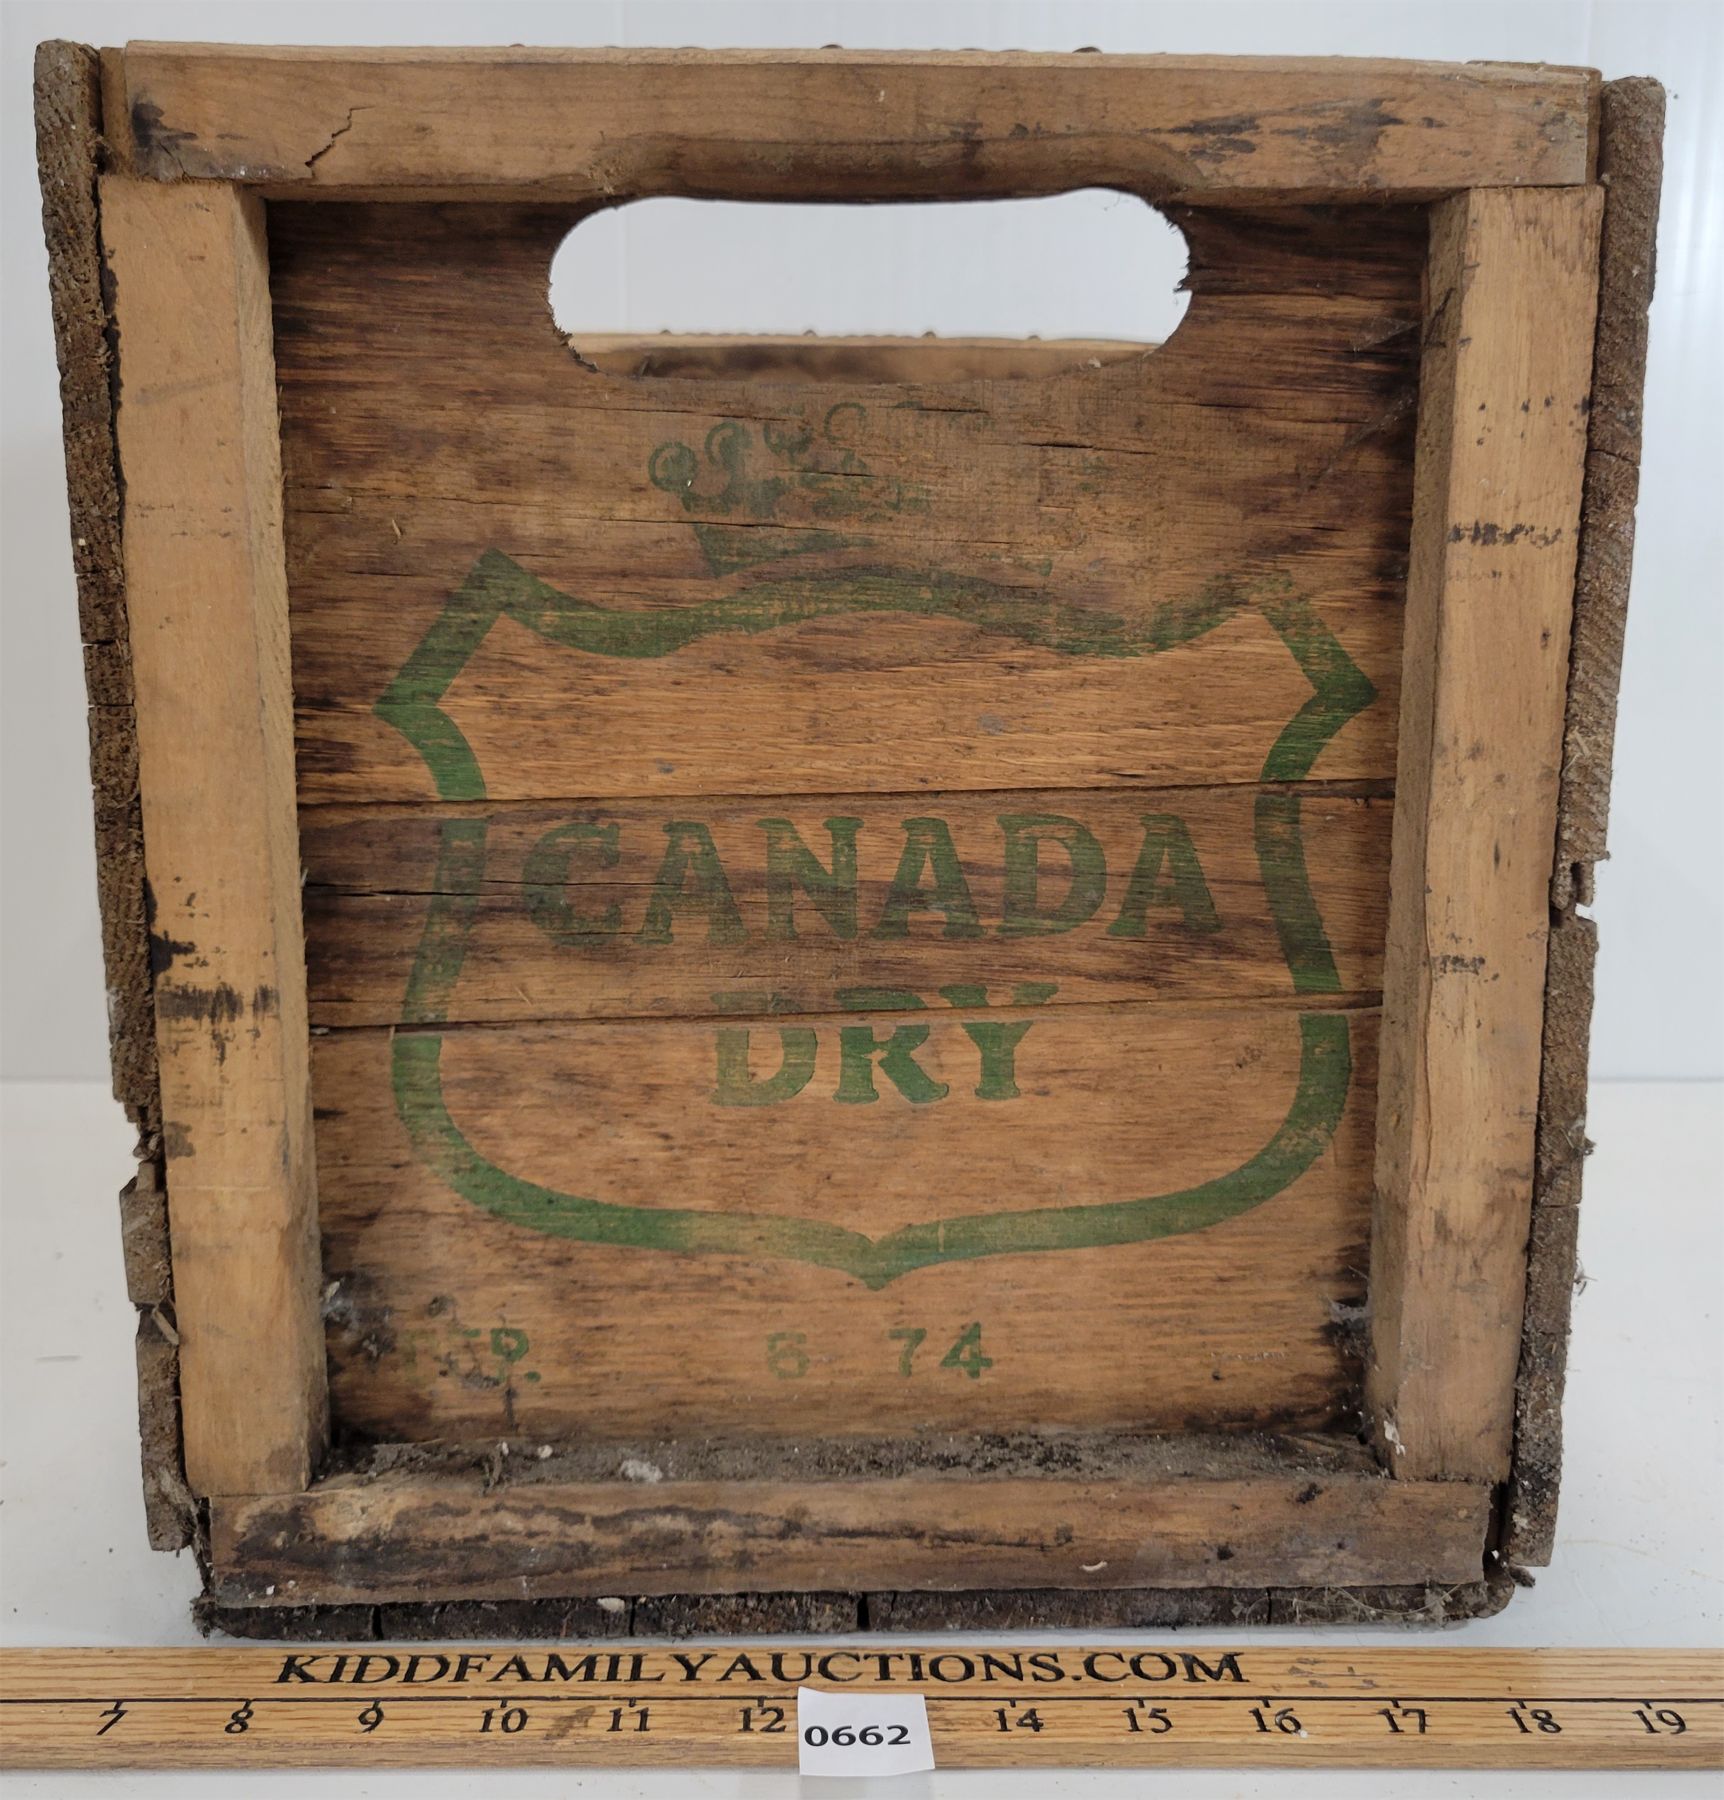 CANADA
DRY
6 74
KIDDFAMILYAUCTIONS.COM
7 8 9 10 11 12 14 15 16 17 18 19
0662